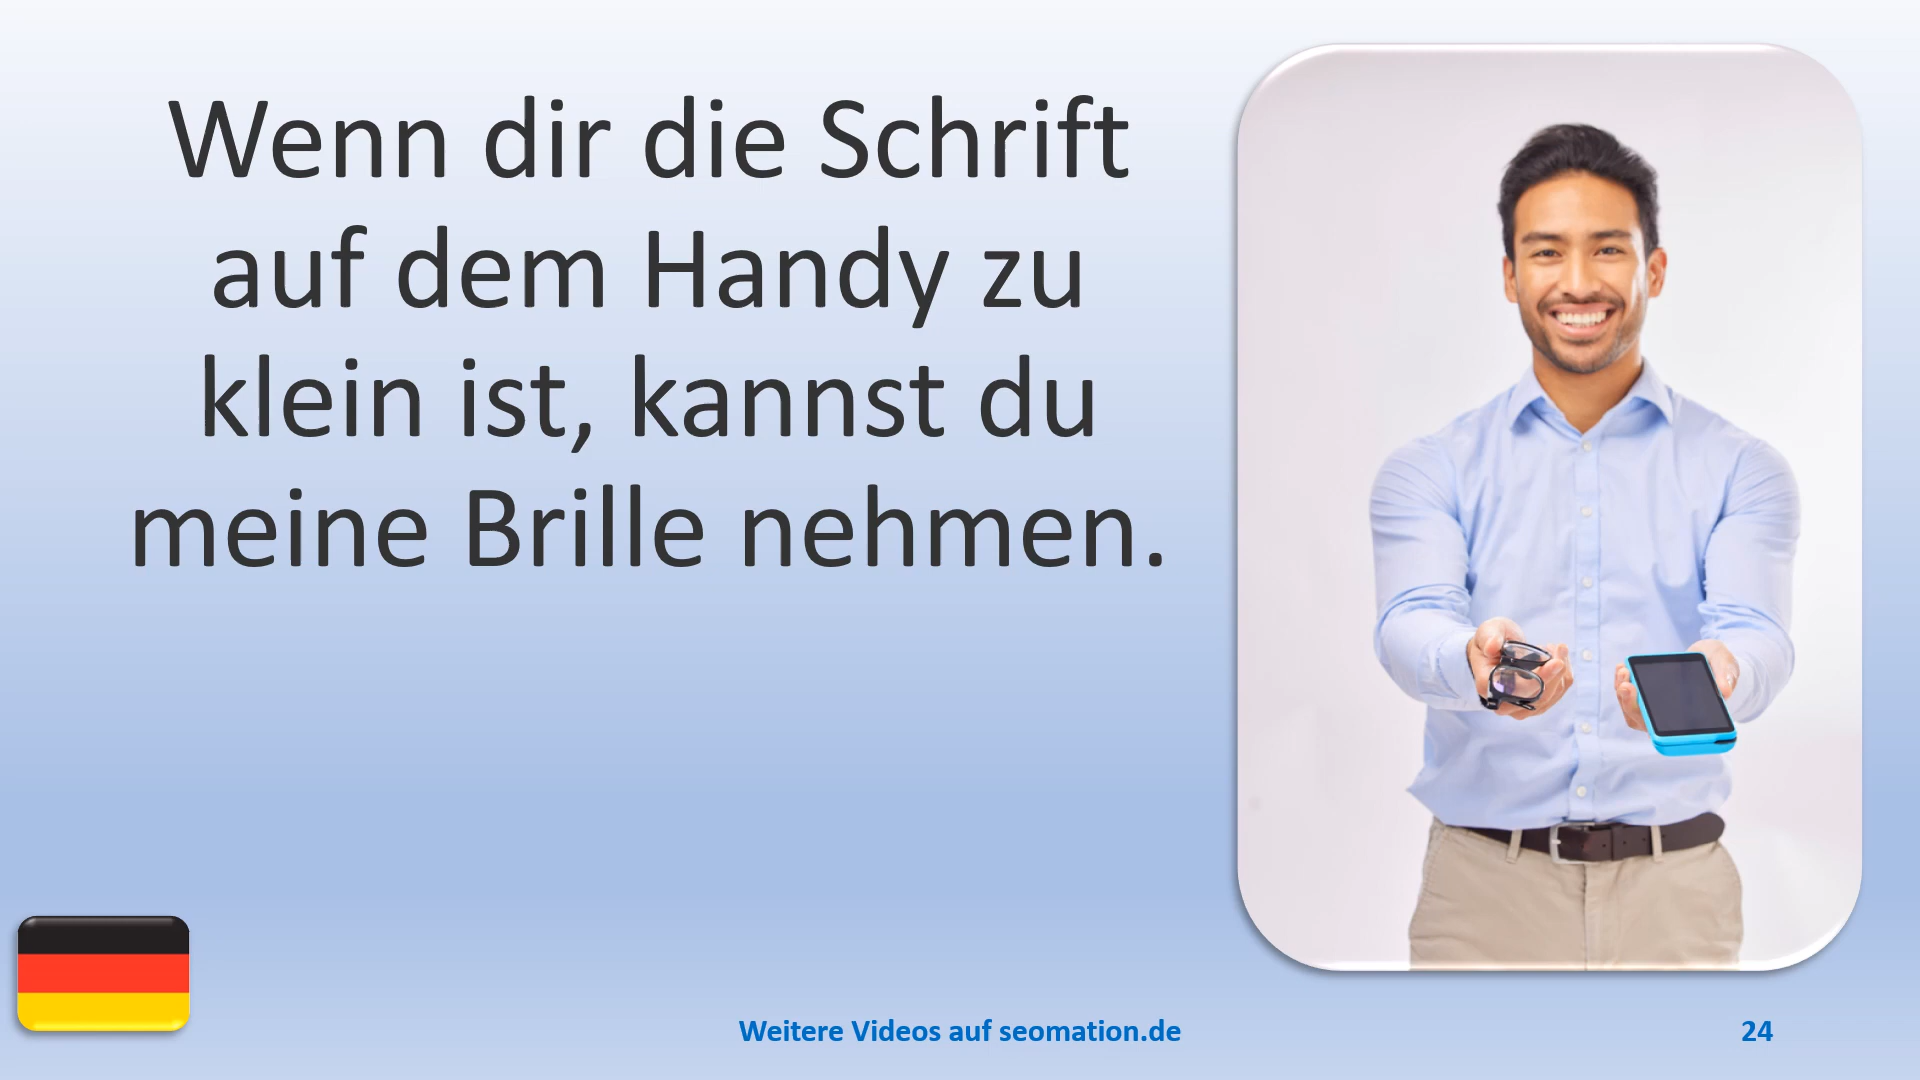 Wenn dir die Schrift
auf dem Handy zu
klein ist, kannst du
meine Brille nehmen.
Weitere Videos auf seomation.de
24